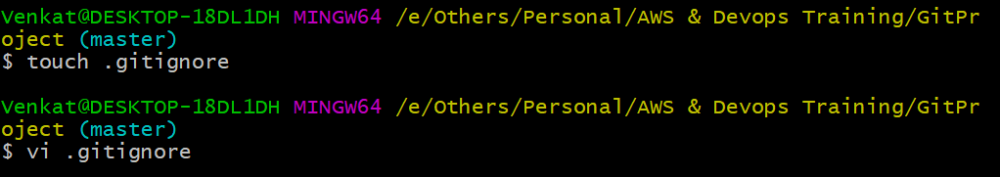 Venkat@DESKTOP-18DL1DH MINGW64 /e/Others/Personal/AWS & Devops Training/GitPr
oject (master)
$ touch .gitignore
Venkat@DESKTOP-18DL1DH MINGW64 /e/Others/Personal/AWS & Devops Training/GitPr
oject (master)
$ vi .gitignore